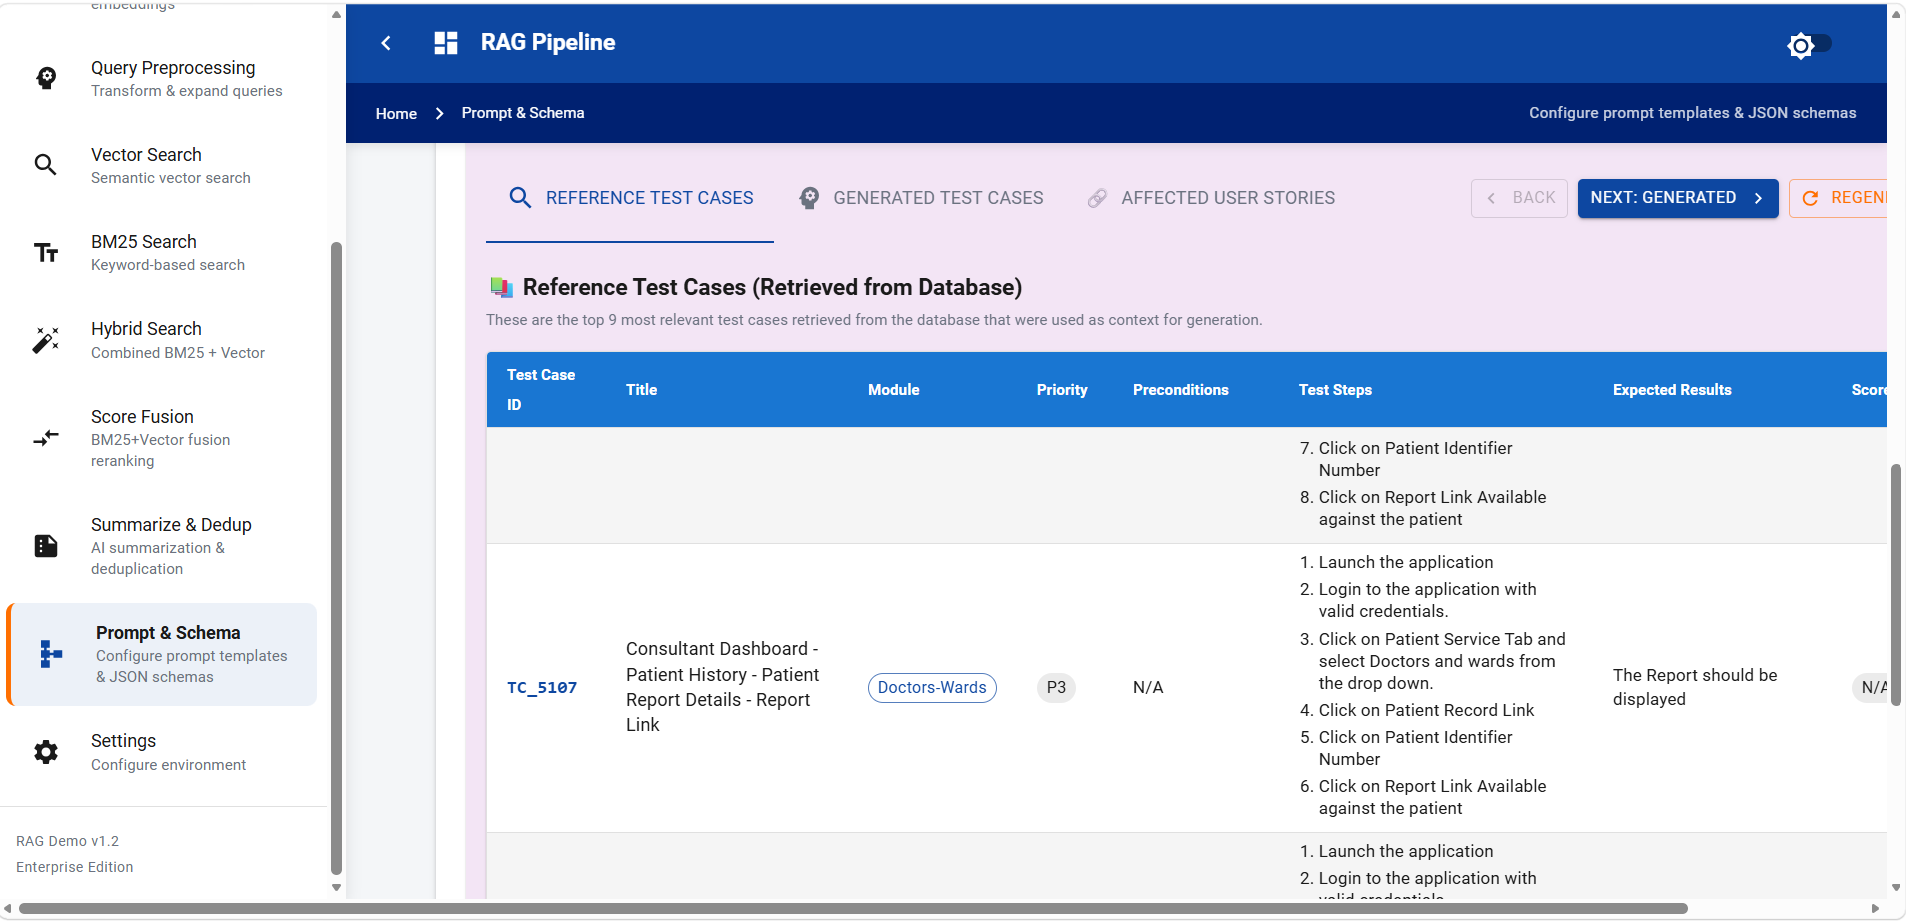 embeddings
Query Preprocessing
Transform & expand queries
Vector Search
Semantic vector search
BM25 Search
Keyword-based search
Hybrid Search
Combined BM25 + Vector
Score Fusion
BM25+Vector fusion
reranking
Summarize & Dedup
AI summarization &
deduplication
Prompt & Schema
Configure prompt templates
& JSON schemas
Settings
Configure environment
RAG Demo v1.2
Enterprise Edition
RAG Pipeline
Home
Prompt & Schema
Configure prompt templates & JSON schemas
REFERENCE TEST CASES
GENERATED TEST CASES
AFFECTED USER STORIES
BACK
NEXT: GENERATED
REGEN
Reference Test Cases (Retrieved from Database)
These are the top 9 most relevant test cases retrieved from the database that were used as context for generation.
Test Case
ID
Title
Module
Priority
Preconditions
Test Steps
Expected Results
Score
7. Click on Patient Identifier
Number
8. Click on Report Link Available
against the patient
TC_5107
Consultant Dashboard -
Patient History - Patient
Report Details - Report
Link
Doctors-Wards
P3
N/A
1. Launch the application
2. Login to the application with
valid credentials.
3. Click on Patient Service Tab and
select Doctors and wards from
the drop down.
4. Click on Patient Record Link
5. Click on Patient Identifier
Number
6. Click on Report Link Available
against the patient
The Report should be
displayed
N/A
1. Launch the application
2. Login to the application with
valid credentials